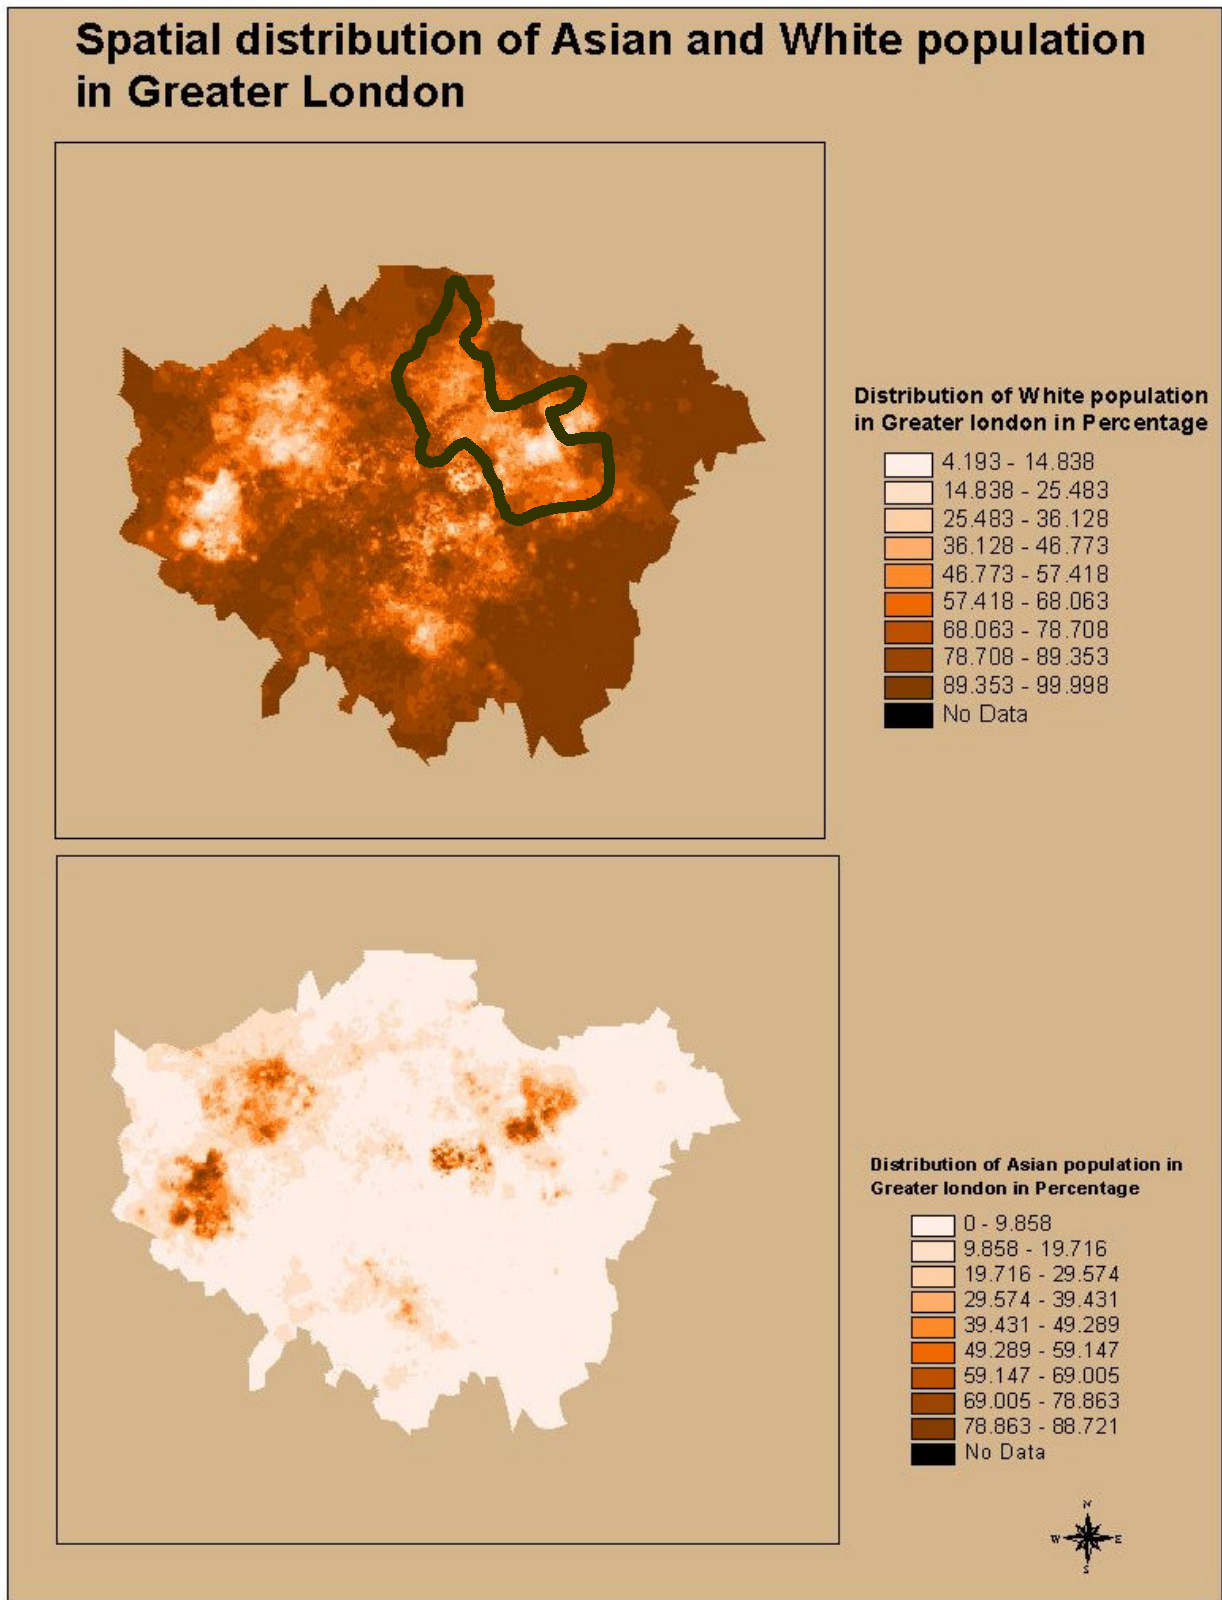 Spatial distribution of Asian and White population
in Greater London
Distribution of White population
in Greater london in Percentage
4.193 - 14.838
14.838 - 25.483
25.483 - 36.128
36.128 - 46.773
46.773 - 57.418
57.418 - 68.063
68.063 - 78.708
78.708 - 89.353
89.353 - 99.998
No Data
Distribution of Asian population in
Greater london in Percentage
0 - 9.858
9.858 - 19.716
19.716 - 29.574
29.574 - 39.431
39.431 - 49.289
49.289 - 59.147
59.147 - 69.005
69.005 - 78.863
78.863 - 88.721
No Data
N
W E
S